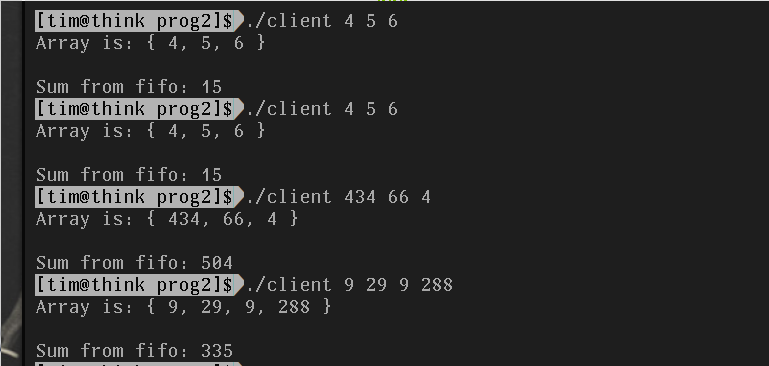 [tim@think prog2]$ ./client 4 5 6
Array is: { 4, 5, 6 }
Sum from fifo: 15
[tim@think prog2]$ ./client 4 5 6
Array is: { 4, 5, 6 }
Sum from fifo: 15
[tim@think prog2]$ ./client 434 66 4
Array is: { 434, 66, 4 }
Sum from fifo: 504
[tim@think prog2]$ ./client 9 29 9 288
Array is: { 9, 29, 9, 288 }
Sum from fifo: 335